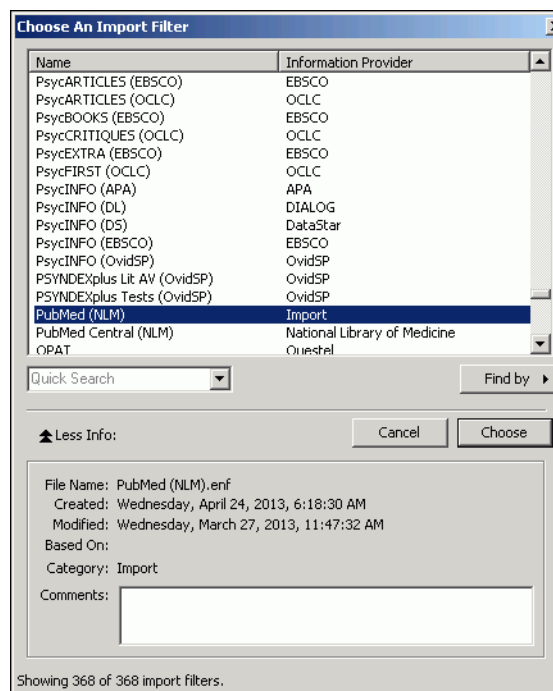 Choose An Import Filter
Name Information Provider
PsycARTICLES (EBSCO) EBSCO
PsycARTICLES (OCLC) OCLC
PsycBOOKS (EBSCO) EBSCO
PsycCRITIQUES (OCLC) OCLC
PsycEXTRA (EBSCO) EBSCO
PsycFIRST (OCLC) OCLC
PsycINFO (APA) APA
PsycINFO (DL) DIALOG
PsycINFO (DS) DataStar
PsycINFO (EBSCO) EBSCO
PsycINFO (OvidSP) OvidSP
PSYNDEXplus Lit AV (OvidSP) OvidSP
PSYNDEXplus Tests (OvidSP) OvidSP
PubMed (NLM) Import
PubMed Central (NLM) National Library of Medicine
QPAT Questel
Quick Search Find by
Less Info: Cancel Choose
File Name: PubMed (NLM).enf
Created: Wednesday, April 24, 2013, 6:18:30 AM
Modified: Wednesday, March 27, 2013, 11:47:32 AM
Based On:
Category: Import
Comments:
Showing 368 of 368 import filters.